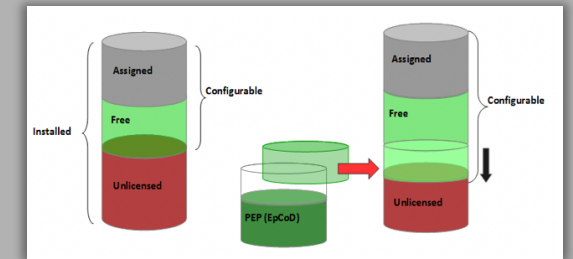 Assigned
Configurable
Free
Installed
Unlicensed
PEP (EpCoD)
Assigned
Configurable
Free
Unlicensed